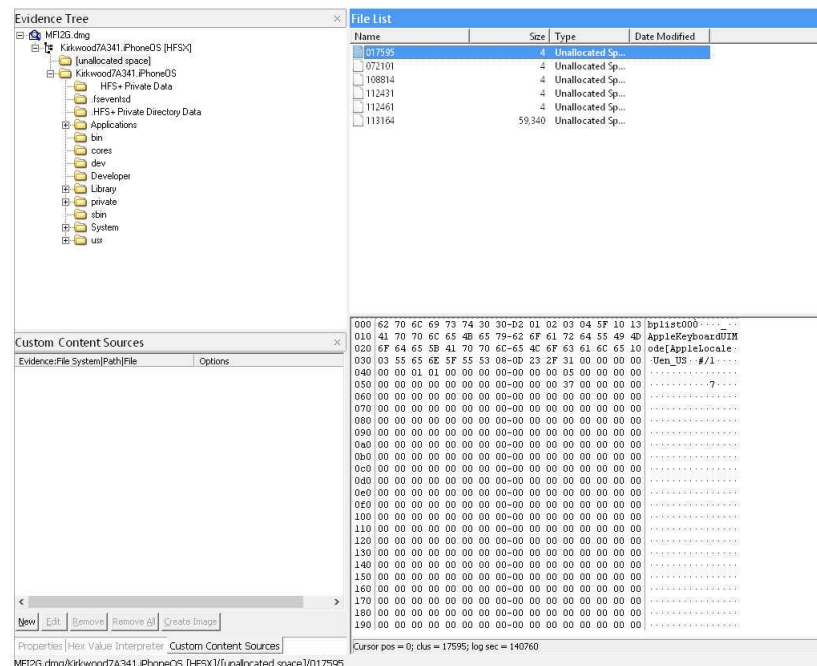 Evidence Tree
MFI2G.dmg
Kirkwood7A341.iPhoneOS [HFSX]
[unallocated space]
Kirkwood7A341.iPhoneOS
HFS+ Private Data
.fseventsd
.HFS+ Private Directory Data
Applications
bin
cores
dev
Developer
Library
private
sbin
System
usr
Custom Content Sources
Evidence:File System|Path|File Options
New Edit Remove Remove All Create Image
Properties Hex Value Interpreter Custom Content Sources
MFI2G.dmg/Kirkwood7A341.iPhoneOS [HFSX]/[unallocated space]/017595
File List
Name Size Type Date Modified
017595 4 Unallocated Sp...
072101 4 Unallocated Sp...
108814 4 Unallocated Sp...
112431 4 Unallocated Sp...
112461 4 Unallocated Sp...
113164 59,340 Unallocated Sp...
000 62 70 6C 69 73 74 30 30-D2 01 02 03 04 5F 10 13 bplist00Ò·····_··
010 41 70 70 6C 65 4B 65 79-62 6F 61 72 64 55 49 4D AppleKeyboardUIM
020 6F 64 65 5B 41 70 70 6C-65 4C 6F 63 61 6C 65 10 ode[AppleLocale·
030 03 55 65 6E 5F 55 53 08-0D 23 2F 31 00 00 00 00 ·Uen_US··#/1····
040 00 00 01 01 00 00 00 00-00 00 00 05 00 00 00 00 ················
050 00 00 00 00 00 00 00 00-00 00 00 37 00 00 00 00 ···········7····
060 00 00 00 00 00 00 00 00-00 00 00 00 00 00 00 00 ················
070 00 00 00 00 00 00 00 00-00 00 00 00 00 00 00 00 ················
080 00 00 00 00 00 00 00 00-00 00 00 00 00 00 00 00 ················
090 00 00 00 00 00 00 00 00-00 00 00 00 00 00 00 00 ················
0a0 00 00 00 00 00 00 00 00-00 00 00 00 00 00 00 00 ················
0b0 00 00 00 00 00 00 00 00-00 00 00 00 00 00 00 00 ················
0c0 00 00 00 00 00 00 00 00-00 00 00 00 00 00 00 00 ················
0d0 00 00 00 00 00 00 00 00-00 00 00 00 00 00 00 00 ················
0e0 00 00 00 00 00 00 00 00-00 00 00 00 00 00 00 00 ················
0f0 00 00 00 00 00 00 00 00-00 00 00 00 00 00 00 00 ················
100 00 00 00 00 00 00 00 00-00 00 00 00 00 00 00 00 ················
110 00 00 00 00 00 00 00 00-00 00 00 00 00 00 00 00 ················
120 00 00 00 00 00 00 00 00-00 00 00 00 00 00 00 00 ················
130 00 00 00 00 00 00 00 00-00 00 00 00 00 00 00 00 ················
140 00 00 00 00 00 00 00 00-00 00 00 00 00 00 00 00 ················
150 00 00 00 00 00 00 00 00-00 00 00 00 00 00 00 00 ················
160 00 00 00 00 00 00 00 00-00 00 00 00 00 00 00 00 ················
170 00 00 00 00 00 00 00 00-00 00 00 00 00 00 00 00 ················
180 00 00 00 00 00 00 00 00-00 00 00 00 00 00 00 00 ················
190 00 00 00 00 00 00 00 00-00 00 00 00 00 00 00 00 ················
Cursor pos = 0; clus = 17595; log sec = 140760